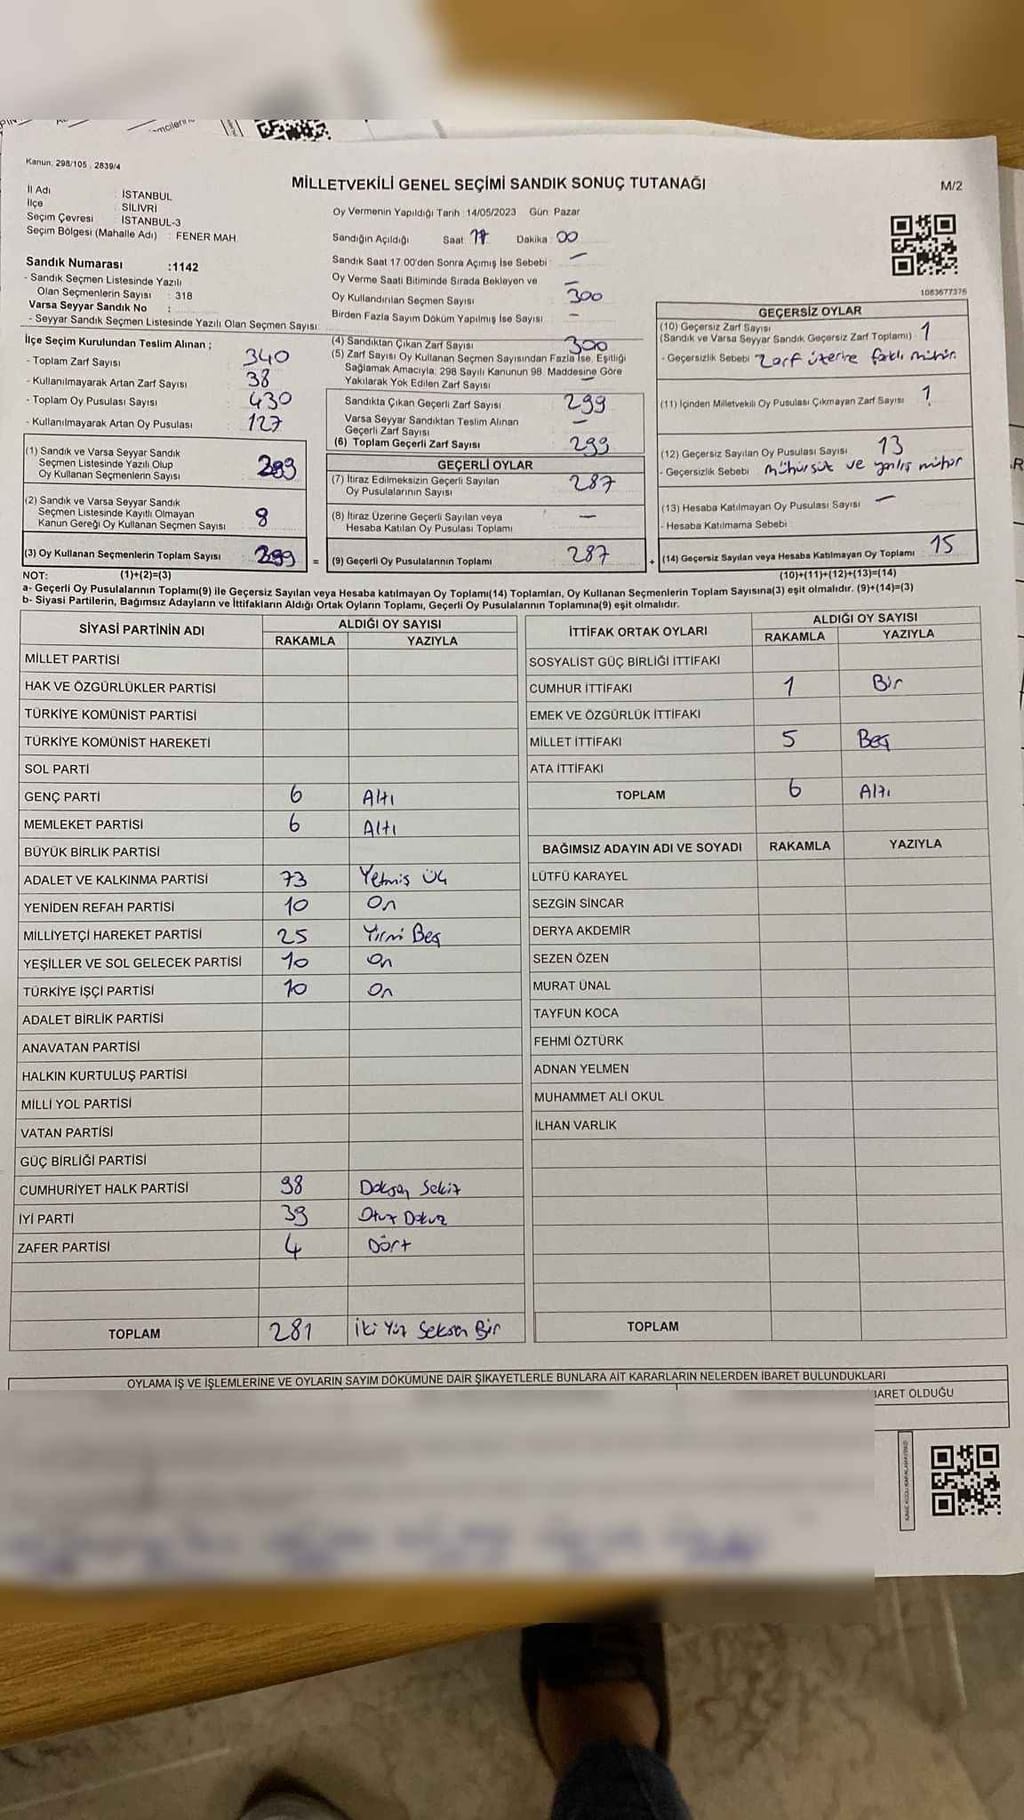 Kanun: 298/105 , 2839/4
MİLLETVEKİLİ GENEL SEÇİMİ SANDIK SONUÇ TUTANAĞI
M/2
İl Adı : İSTANBUL
İlçe : SİLİVRİ
Seçim Çevresi : İSTANBUL-3
Seçim Bölgesi (Mahalle Adı) : FENER MAH.
Oy Vermenin Yapıldığı Tarih :14/05/2023 Gün: Pazar
Sandığın Açıldığı Saat: 17 Dakika: 00
Sandık Saat 17:00'den Sonra Açımış İse Sebebi : —
Oy Verme Saati Bitiminde Sırada Bekleyen ve
Oy Kullandırılan Seçmen Sayısı : —
300
Birden Fazla Sayım Döküm Yapılmış İse Sayısı : —
1083677376
Sandık Numarası :1142
- Sandık Seçmen Listesinde Yazılı
Olan Seçmenlerin Sayısı : 318
Varsa Seyyar Sandık No :
- Seyyar Sandık Seçmen Listesinde Yazılı Olan Seçmen Sayısı:
İlçe Seçim Kurulundan Teslim Alınan ;
- Toplam Zarf Sayısı : 340
- Kullanılmayarak Artan Zarf Sayısı : 38
- Toplam Oy Pusulası Sayısı : 430
- Kullanılmayarak Artan Oy Pusulası : 127
(1) Sandık ve Varsa Seyyar Sandık
Seçmen Listesinde Yazılı Olup
Oy Kullanan Seçmenlerin Sayısı
(2) Sandık ve Varsa Seyyar Sandık
Seçmen Listesinde Kayıtlı Olmayan
Kanun Gereği Oy Kullanan Seçmen Sayısı 8
(3) Oy Kullanan Seçmenlerin Toplam Sayısı
(4) Sandıktan Çıkan Zarf Sayısı : 300
(5) Zarf Sayısı Oy Kullanan Seçmen Sayısından Fazla İse, Eşitliği
Sağlamak Amacıyla, 298 Sayılı Kanunun 98. Maddesine Göre
Yakılarak Yok Edilen Zarf Sayısı : —
Sandıkta Çıkan Geçerli Zarf Sayısı : 299
Varsa Seyyar Sandıktan Teslim Alınan
Geçerli Zarf Sayısı : —
(6) Toplam Geçerli Zarf Sayısı : 299
GEÇERLİ OYLAR
(7) İtiraz Edilmeksizin Geçerli Sayılan
Oy Pusulalarının Sayısı : 287
(8) İtiraz Üzerine Geçerli Sayılan veya
Hesaba Katılan Oy Pusulası Toplamı : —
= (9) Geçerli Oy Pusulalarının Toplamı 287
GEÇERSİZ OYLAR
(10) Geçersiz Zarf Sayısı : 1
(Sandık ve Varsa Seyyar Sandık Geçersiz Zarf Toplamı)
- Geçersizlik Sebebi : Zarf üzerine farklı mühür.
(11) İçinden Milletvekili Oy Pusulası Çıkmayan Zarf Sayısı : 1
(12) Geçersiz Sayılan Oy Pusulası Sayısı : 13
- Geçersizlik Sebebi : mühürsüz ve yanlış mühür
(13) Hesaba Katılmayan Oy Pusulası Sayısı : —
- Hesaba Katılmama Sebebi
+ (14) Geçersiz Sayılan veya Hesaba Katılmayan Oy Toplamı 15
NOT: (1)+(2)=(3)
(10)+(11)+(12)+(13)=(14)
a- Geçerli Oy Pusulalarının Toplamı(9) ile Geçersiz Sayılan veya Hesaba katılmayan Oy Toplamı(14) Toplamları, Oy Kullanan Seçmenlerin Toplam Sayısına(3) eşit olmalıdır. (9)+(14)=(3)
b- Siyasi Partilerin, Bağımsız Adayların ve İttifakların Aldığı Ortak Oyların Toplamı, Geçerli Oy Pusulalarının Toplamına(9) eşit olmalıdır.
SİYASİ PARTİNİN ADI
ALDIĞI OY SAYISI
RAKAMLA YAZIYLA
MİLLET PARTİSİ
HAK VE ÖZGÜRLÜKLER PARTİSİ
TÜRKİYE KOMÜNİST PARTİSİ
TÜRKİYE KOMÜNİST HAREKETİ
SOL PARTİ
GENÇ PARTİ 6 Altı
MEMLEKET PARTİSİ 6 Altı
BÜYÜK BİRLİK PARTİSİ
ADALET VE KALKINMA PARTİSİ 73 Yetmiş Üç
YENİDEN REFAH PARTİSİ 10 On
MİLLİYETÇİ HAREKET PARTİSİ 25 Yirmi Beş
YEŞİLLER VE SOL GELECEK PARTİSİ 10 On
TÜRKİYE İŞÇİ PARTİSİ 10 On
ADALET BİRLİK PARTİSİ
ANAVATAN PARTİSİ
HALKIN KURTULUŞ PARTİSİ
MİLLİ YOL PARTİSİ
VATAN PARTİSİ
GÜÇ BİRLİĞİ PARTİSİ
CUMHURİYET HALK PARTİSİ 98 Doksan Sekiz
İYİ PARTİ 39 Otuz Dokuz
ZAFER PARTİSİ 4 Dört
TOPLAM 281 İki Yüz Seksen Bir
İTTİFAK ORTAK OYLARI
ALDIĞI OY SAYISI
RAKAMLA YAZIYLA
SOSYALİST GÜÇ BİRLİĞİ İTTİFAKI
CUMHUR İTTİFAKI 1 Bir
EMEK VE ÖZGÜRLÜK İTTİFAKI
MİLLET İTTİFAKI 5 Beş
ATA İTTİFAKI
TOPLAM 6 Altı
BAĞIMSIZ ADAYIN ADI VE SOYADI RAKAMLA YAZIYLA
LÜTFÜ KARAYEL
SEZGİN SİNCAR
DERYA AKDEMİR
SEZEN ÖZEN
MURAT ÜNAL
TAYFUN KOCA
FEHMİ ÖZTÜRK
ADNAN YELMEN
MUHAMMET ALİ OKUL
İLHAN VARLIK
TOPLAM
OYLAMA İŞ VE İŞLEMLERİNE VE OYLARIN SAYIM DÖKÜMÜNE DAİR ŞİKAYETLERLE BUNLARA AİT KARARLARIN NELERDEN İBARET BULUNDUKLARI
BARET OLDUĞU